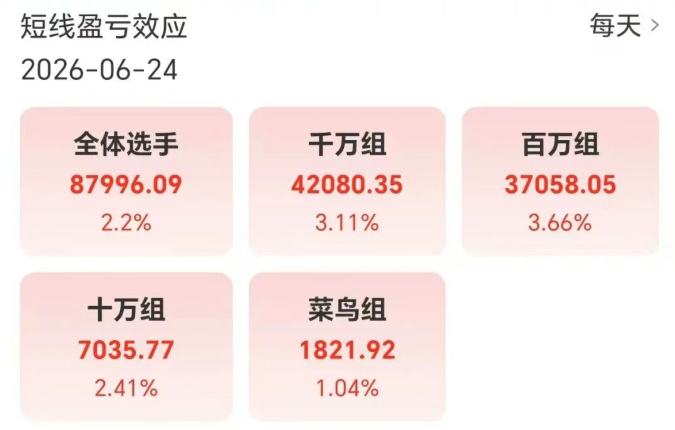 短线盈亏效应
每天 >
2026-06-24
全体选手
87996.09
2.2%
千万组
42080.35
3.11%
百万组
37058.05
3.66%
十万组
7035.77
2.41%
菜鸟组
1821.92
1.04%